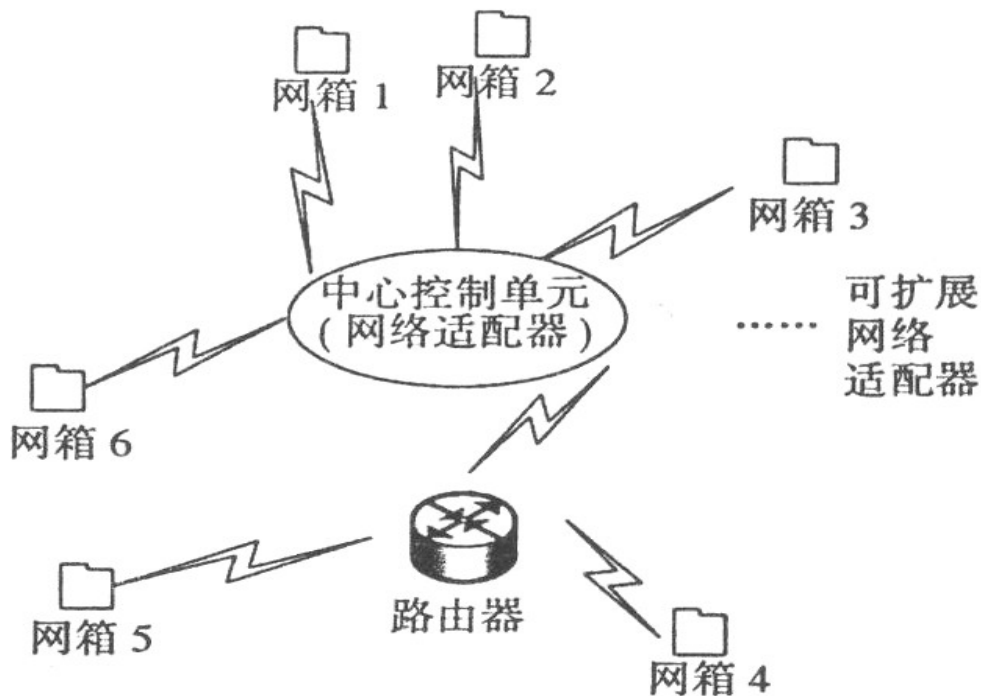 网箱 1
网箱 2
网箱 3
中心控制单元
(网络适配器)
可扩展
网络
适配器
······
网箱 6
路由器
网箱 5
网箱 4